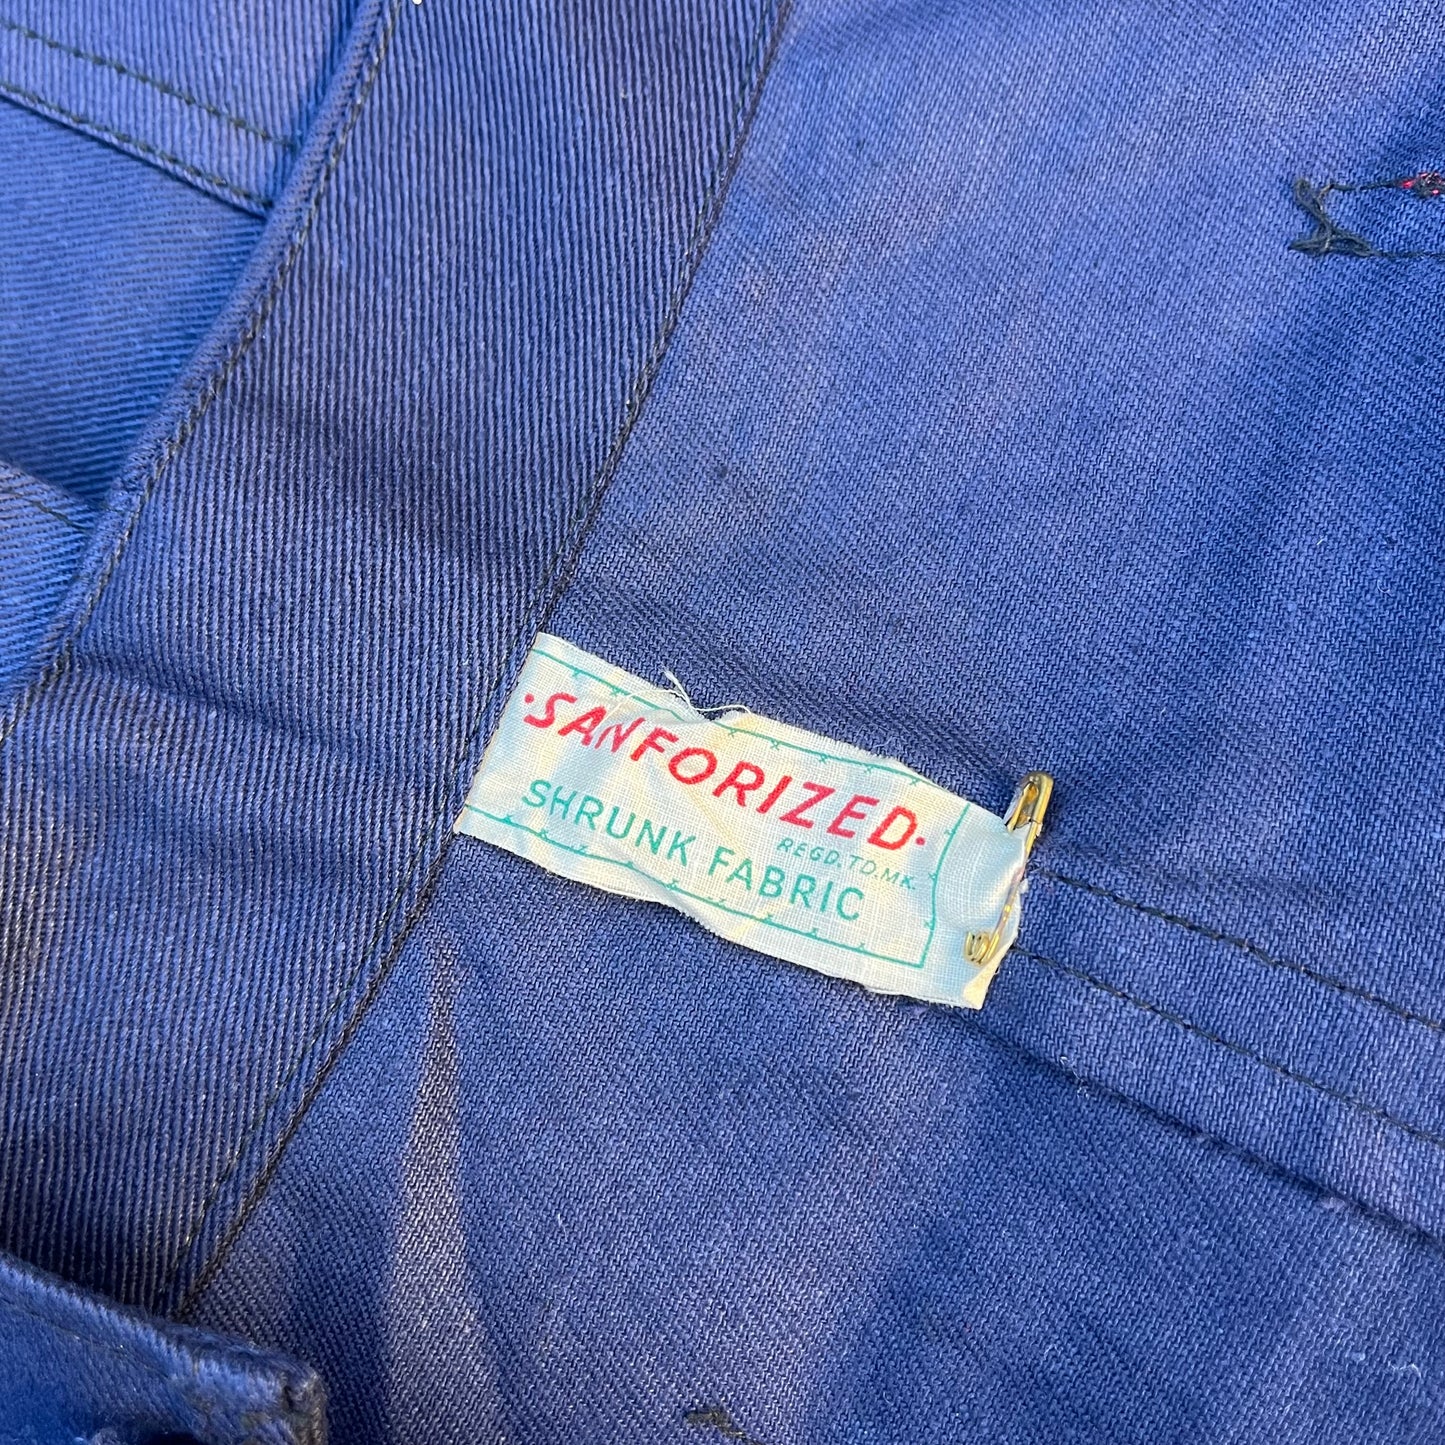 ·SANFORIZED·
REGD.TD.MK.
SHRUNK FABRIC